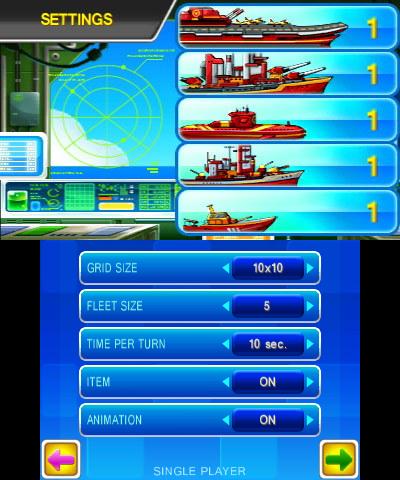 SETTINGS
1
1
1
1
1
GRID SIZE 10x10
FLEET SIZE 5
TIME PER TURN 10 sec.
ITEM ON
ANIMATION ON
SINGLE PLAYER